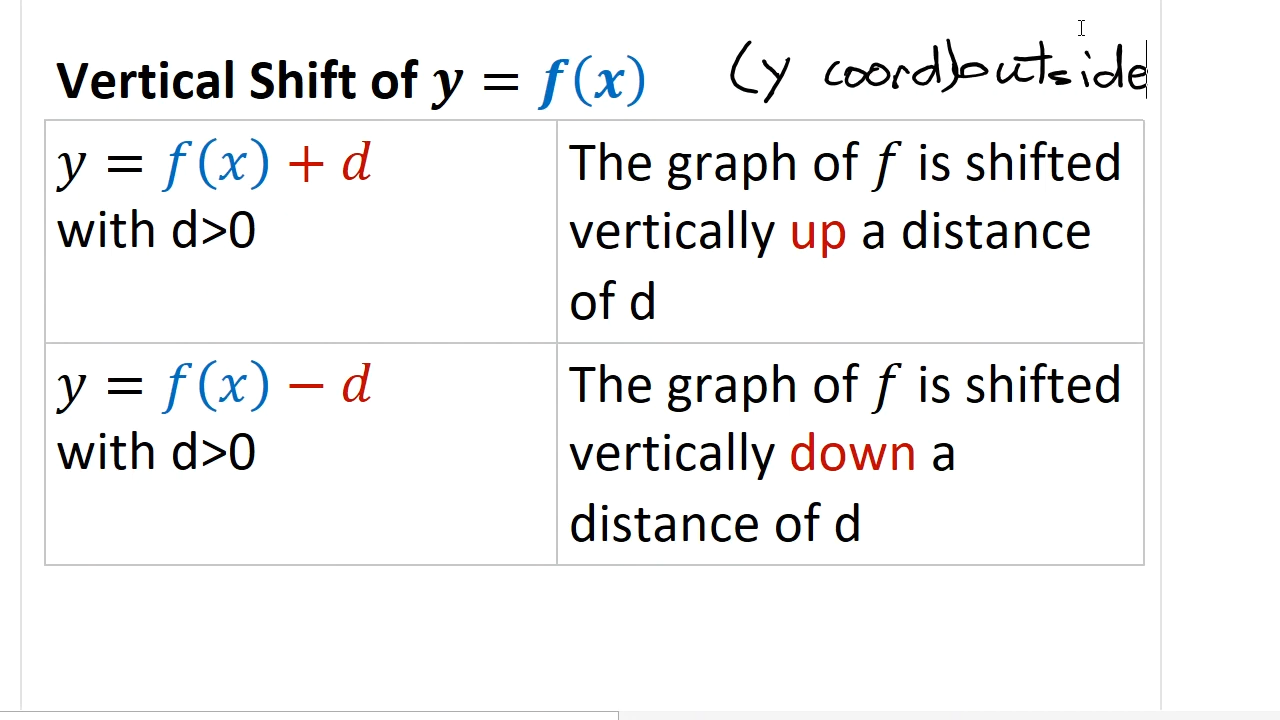 Vertical Shift of y = f(x) (y coord) outside
y = f(x) + d
with d>0
The graph of f is shifted
vertically up a distance
of d
y = f(x) − d
with d>0
The graph of f is shifted
vertically down a
distance of d